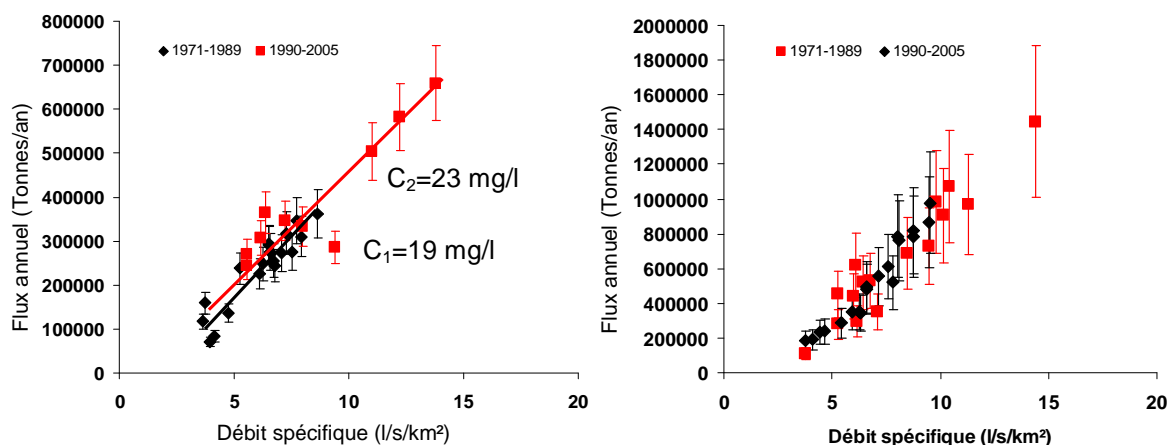 800000
700000
600000
500000
400000
300000
200000
100000
0
Flux annuel (Tonnes/an)
1971-1989 1990-2005
C₂=23 mg/l
C₁=19 mg/l
0 5 10 15 20
Débit spécifique (l/s/km²)
2000000
1800000
1600000
1400000
1200000
1000000
800000
600000
400000
200000
0
Flux annuel (Tonnes/an)
1971-1989 1990-2005
0 5 10 15 20
Débit spécifique (l/s/km²)